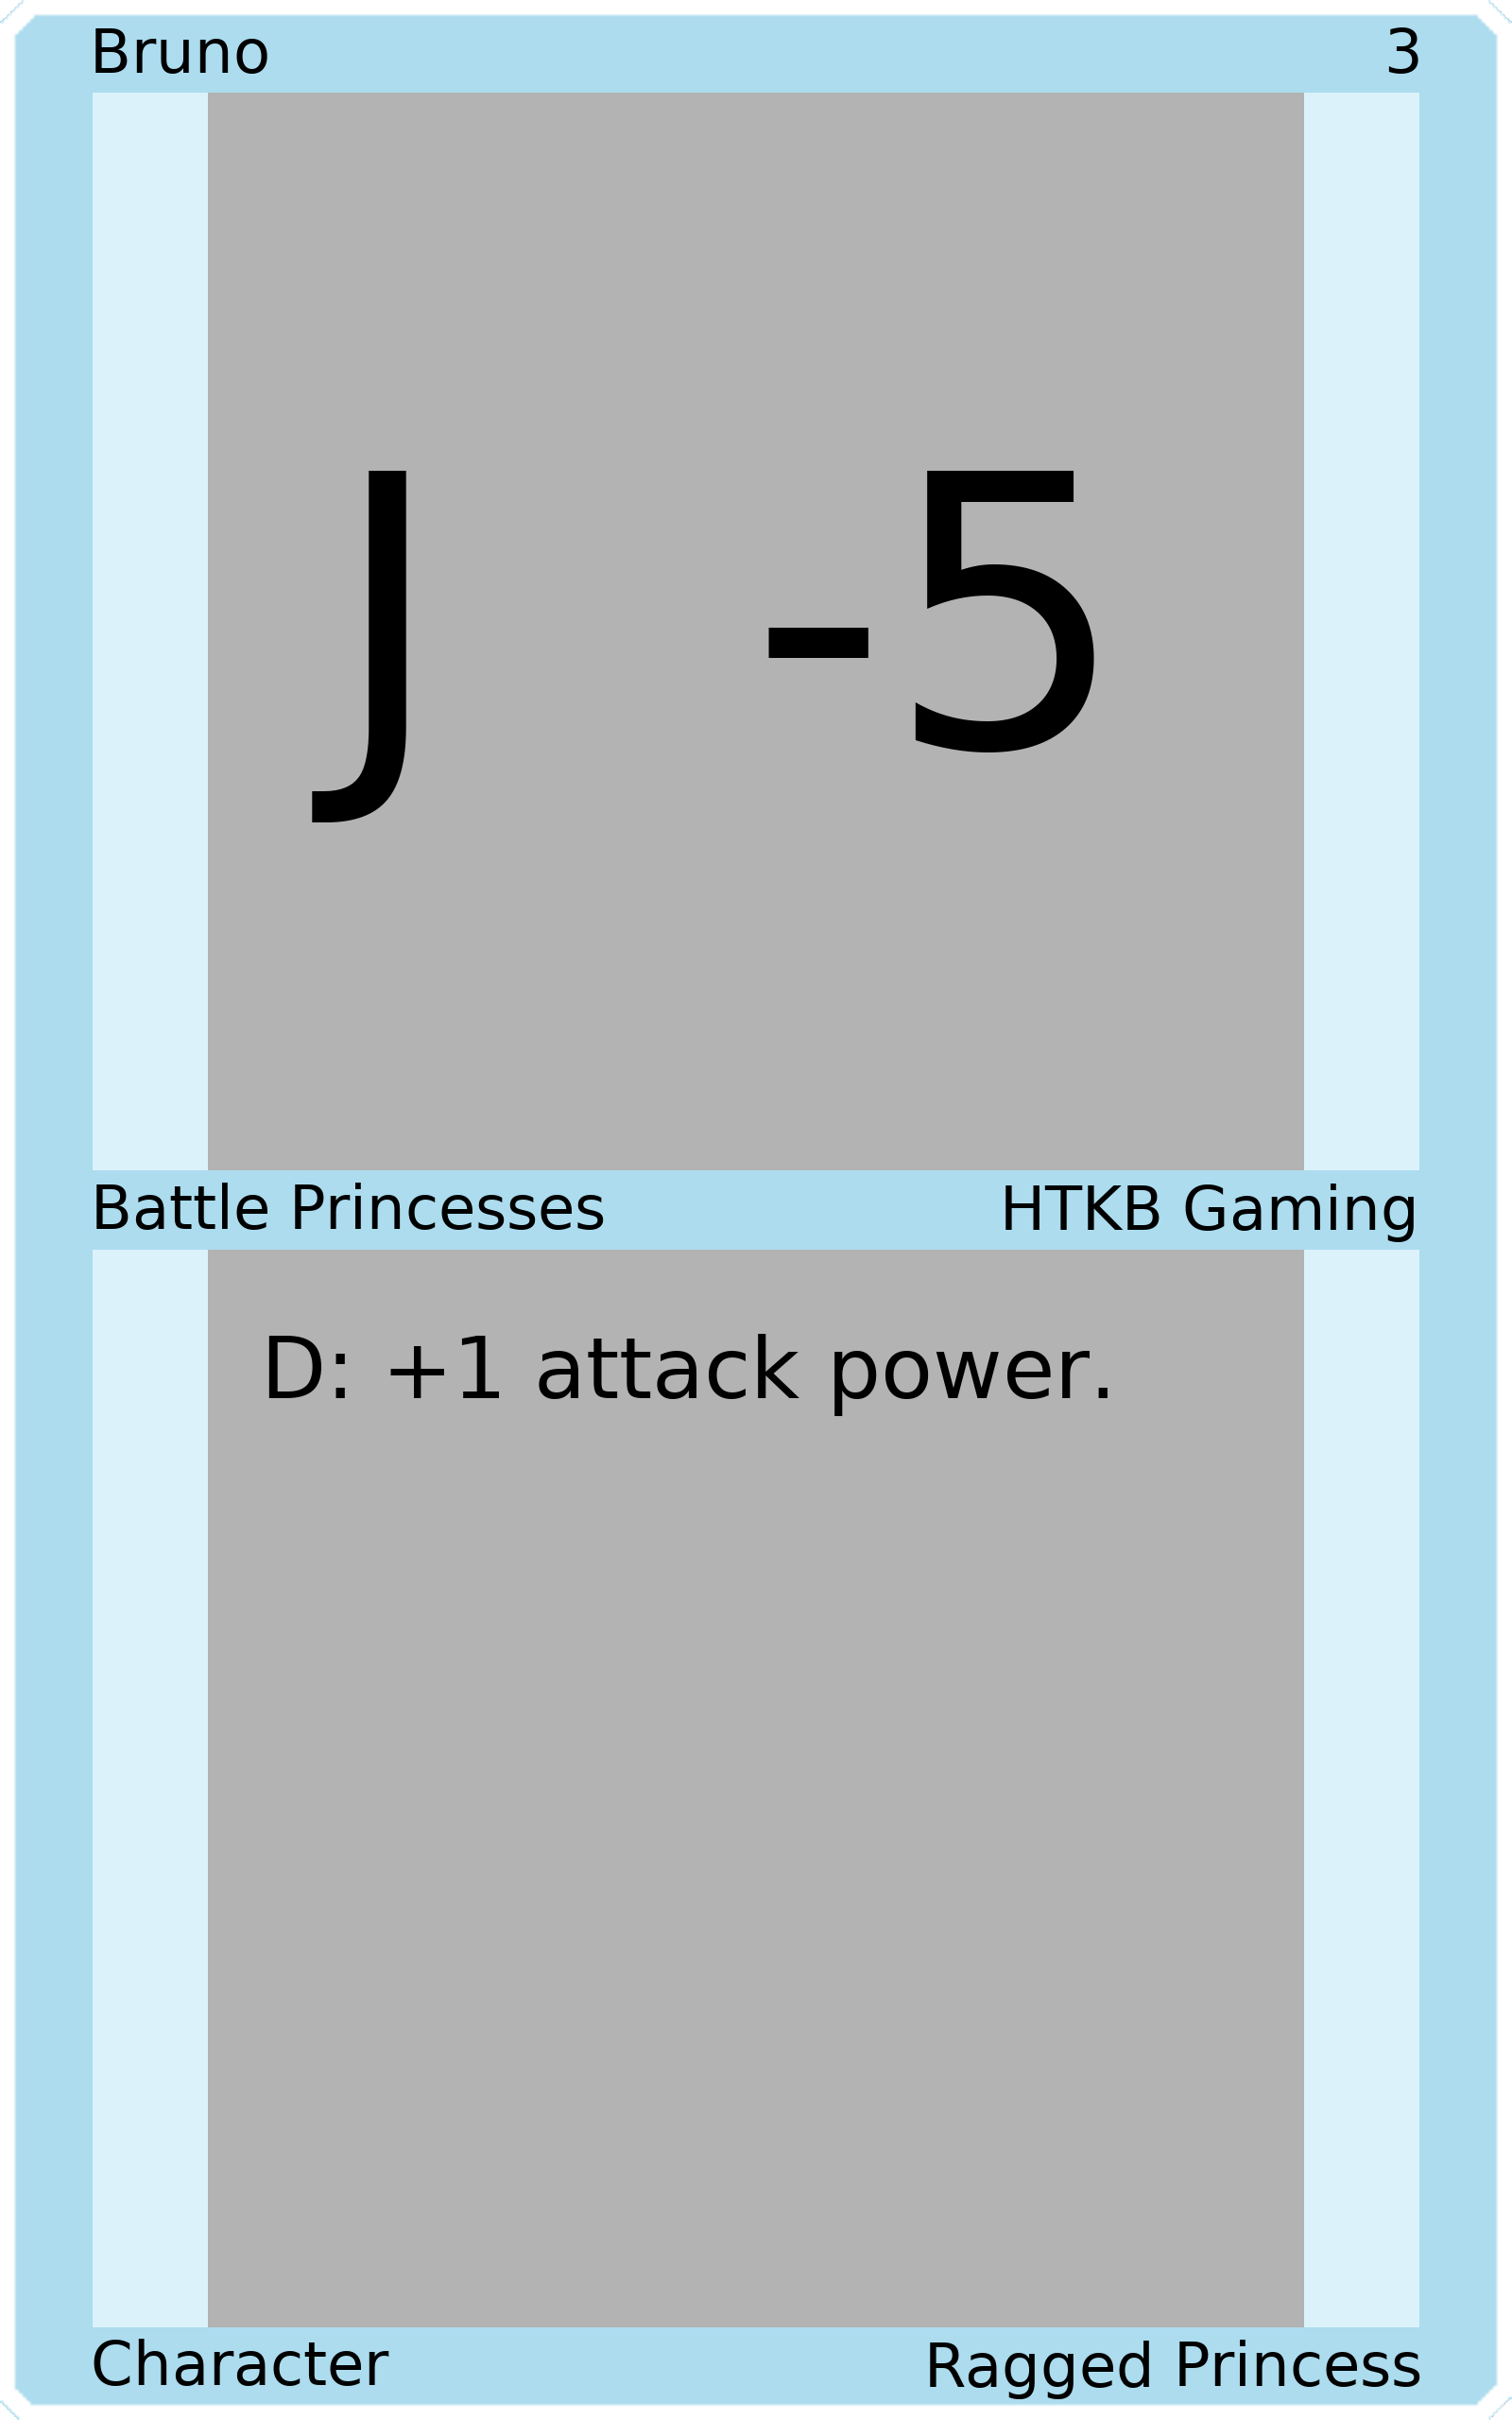 Bruno 3
J -5
Battle Princesses HTKB Gaming
D: +1 attack power.
Character Ragged Princess